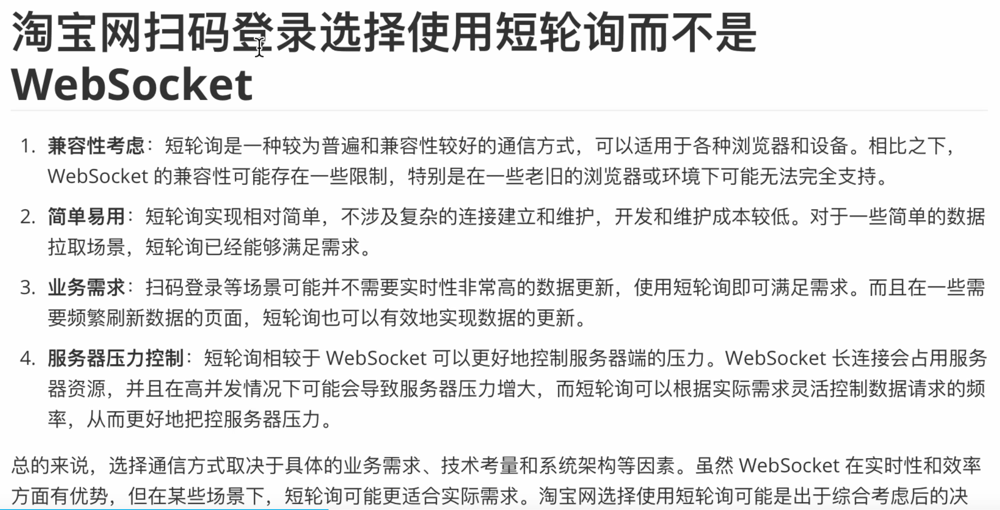 淘宝网扫码登录选择使用短轮询而不是
WebSocket
1. 兼容性考虑：短轮询是一种较为普遍和兼容性较好的通信方式，可以适用于各种浏览器和设备。相比之下，
WebSocket 的兼容性可能存在一些限制，特别是在一些老旧的浏览器或环境下可能无法完全支持。
2. 简单易用：短轮询实现相对简单，不涉及复杂的连接建立和维护，开发和维护成本较低。对于一些简单的数据
拉取场景，短轮询已经能够满足需求。
3. 业务需求：扫码登录等场景可能并不需要实时性非常高的数据更新，使用短轮询即可满足需求。而且在一些需
要频繁刷新数据的页面，短轮询也可以有效地实现数据的更新。
4. 服务器压力控制：短轮询相较于 WebSocket 可以更好地控制服务器端的压力。WebSocket 长连接会占用服务
器资源，并且在高并发情况下可能会导致服务器压力增大，而短轮询可以根据实际需求灵活控制数据请求的频
率，从而更好地把控服务器压力。
总的来说，选择通信方式取决于具体的业务需求、技术考量和系统架构等因素。虽然 WebSocket 在实时性和效率
方面有优势，但在某些场景下，短轮询可能更适合实际需求。淘宝网选择使用短轮询可能是出于综合考虑后的决